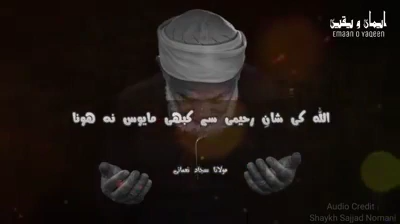 ایمان و یقین
EMAAN O YAQEEN
اللہ کی شانِ رحیمی سے کبھی مایوس نہ ہونا
مولانا سجاد نعمانی
Audio Credit :
Shaykh Sajjad Nomani